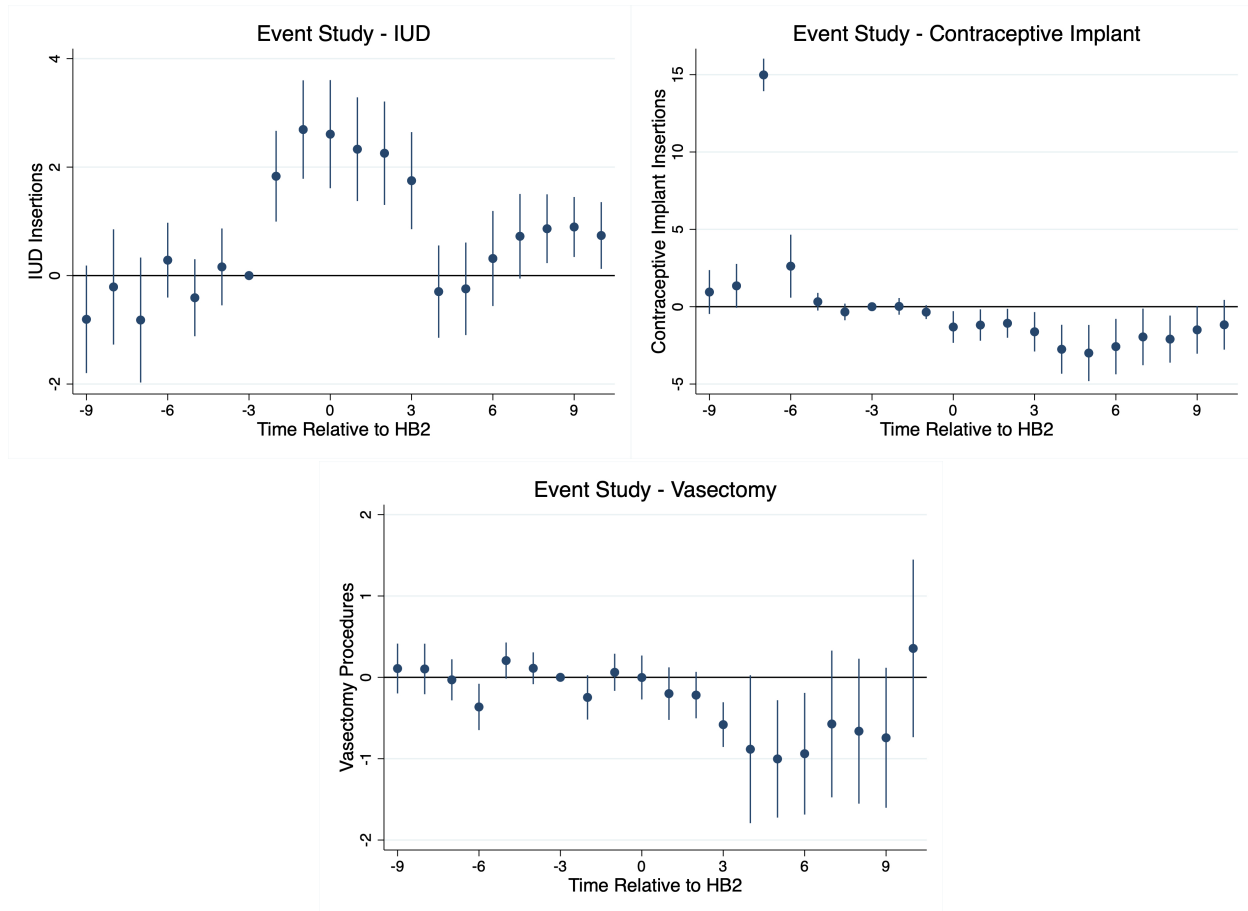 Event Study - IUD
IUD Insertions
4
2
0
-2
-9 -6 -3 0 3 6 9
Time Relative to HB2
Event Study - Contraceptive Implant
Contraceptive Implant Insertions
15
10
5
0
-5
-9 -6 -3 0 3 6 9
Time Relative to HB2
Event Study - Vasectomy
Vasectomy Procedures
2
1
0
-1
-2
-9 -6 -3 0 3 6 9
Time Relative to HB2